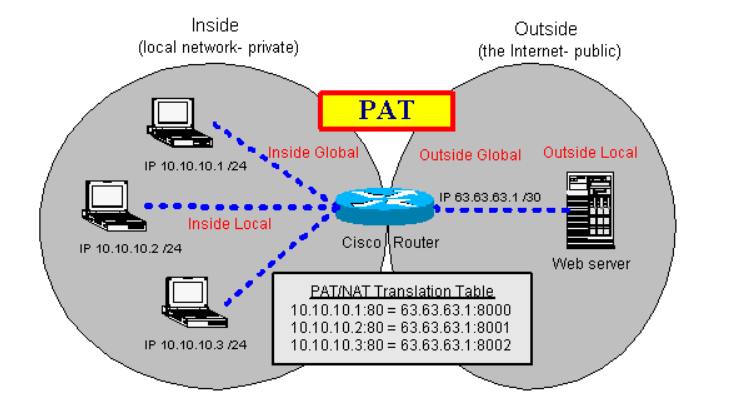 Inside
(local network- private)
Outside
(the Internet- public)
PAT
Inside Global
Outside Global
Outside Local
IP 10.10.10.1 /24
IP 63.63.63.1 /30
Inside Local
IP 10.10.10.2 /24
Cisco Router
Web server
PAT/NAT Translation Table
10.10.10.1:80 = 63.63.63.1:8000
10.10.10.2:80 = 63.63.63.1:8001
10.10.10.3:80 = 63.63.63.1:8002
IP 10.10.10.3 /24